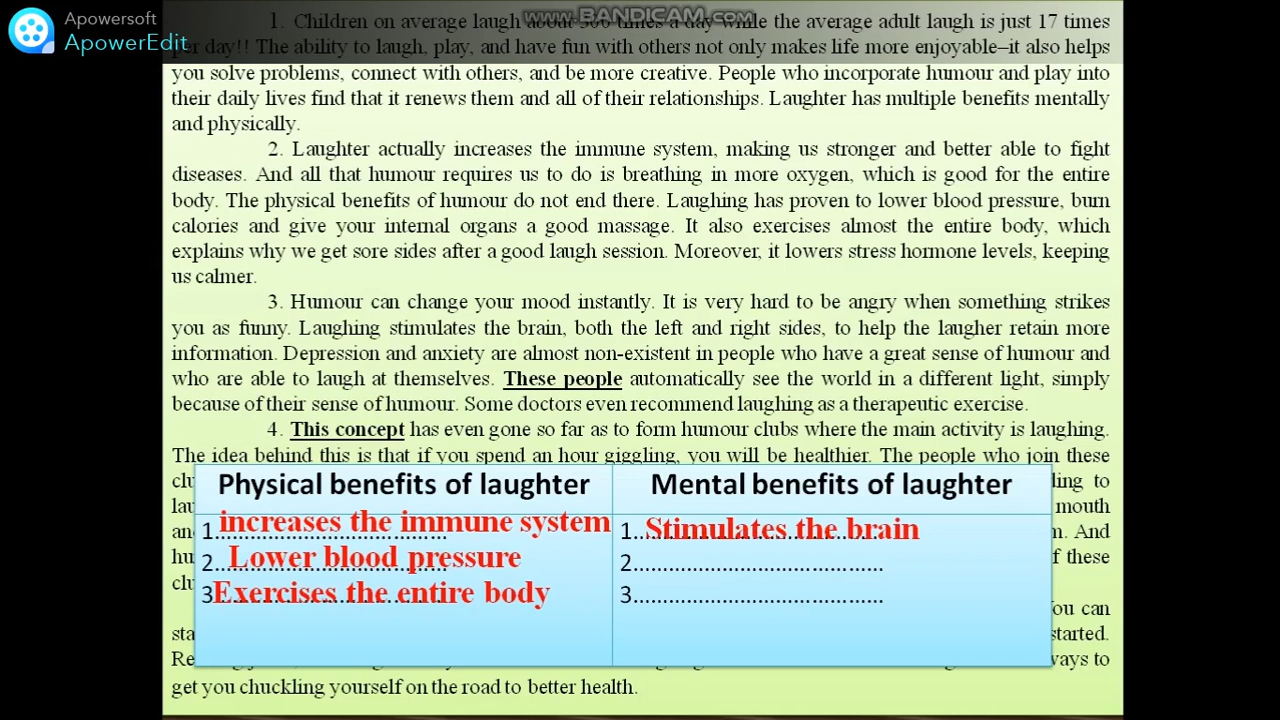 Apowersoft
ApowerEdit
WWW.BANDICAM.COM
1. Children on average laugh about 300 times a day while the average adult laugh is just 17 times
per day!! The ability to laugh, play, and have fun with others not only makes life more enjoyable–it also helps
you solve problems, connect with others, and be more creative. People who incorporate humour and play into
their daily lives find that it renews them and all of their relationships. Laughter has multiple benefits mentally
and physically.
2. Laughter actually increases the immune system, making us stronger and better able to fight
diseases. And all that humour requires us to do is breathing in more oxygen, which is good for the entire
body. The physical benefits of humour do not end there. Laughing has proven to lower blood pressure, burn
calories and give your internal organs a good massage. It also exercises almost the entire body, which
explains why we get sore sides after a good laugh session. Moreover, it lowers stress hormone levels, keeping
us calmer.
3. Humour can change your mood instantly. It is very hard to be angry when something strikes
you as funny. Laughing stimulates the brain, both the left and right sides, to help the laugher retain more
information. Depression and anxiety are almost non-existent in people who have a great sense of humour and
who are able to laugh at themselves. These people automatically see the world in a different light, simply
because of their sense of humour. Some doctors even recommend laughing as a therapeutic exercise.
4. This concept has even gone so far as to form humour clubs where the main activity is laughing.
The idea behind this is that if you spend an hour giggling, you will be healthier. The people who join these
Physical benefits of laughter Mental benefits of laughter
1. increases the immune system 1. Stimulates the brain
2. Lower blood pressure 2.
3 Exercises the entire body 3.
to
mouth
And
these
can
started.
ways to
get you chuckling yourself on the road to better health.